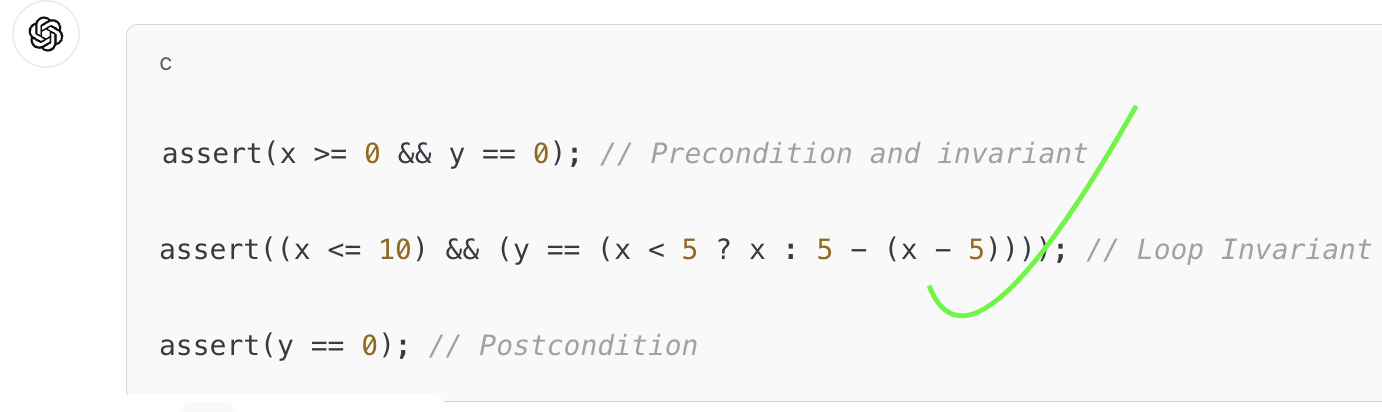 c
assert(x >= 0 && y == 0); // Precondition and invariant
assert((x <= 10) && (y == (x < 5 ? x : 5 - (x - 5)))); // Loop Invariant
assert(y == 0); // Postcondition